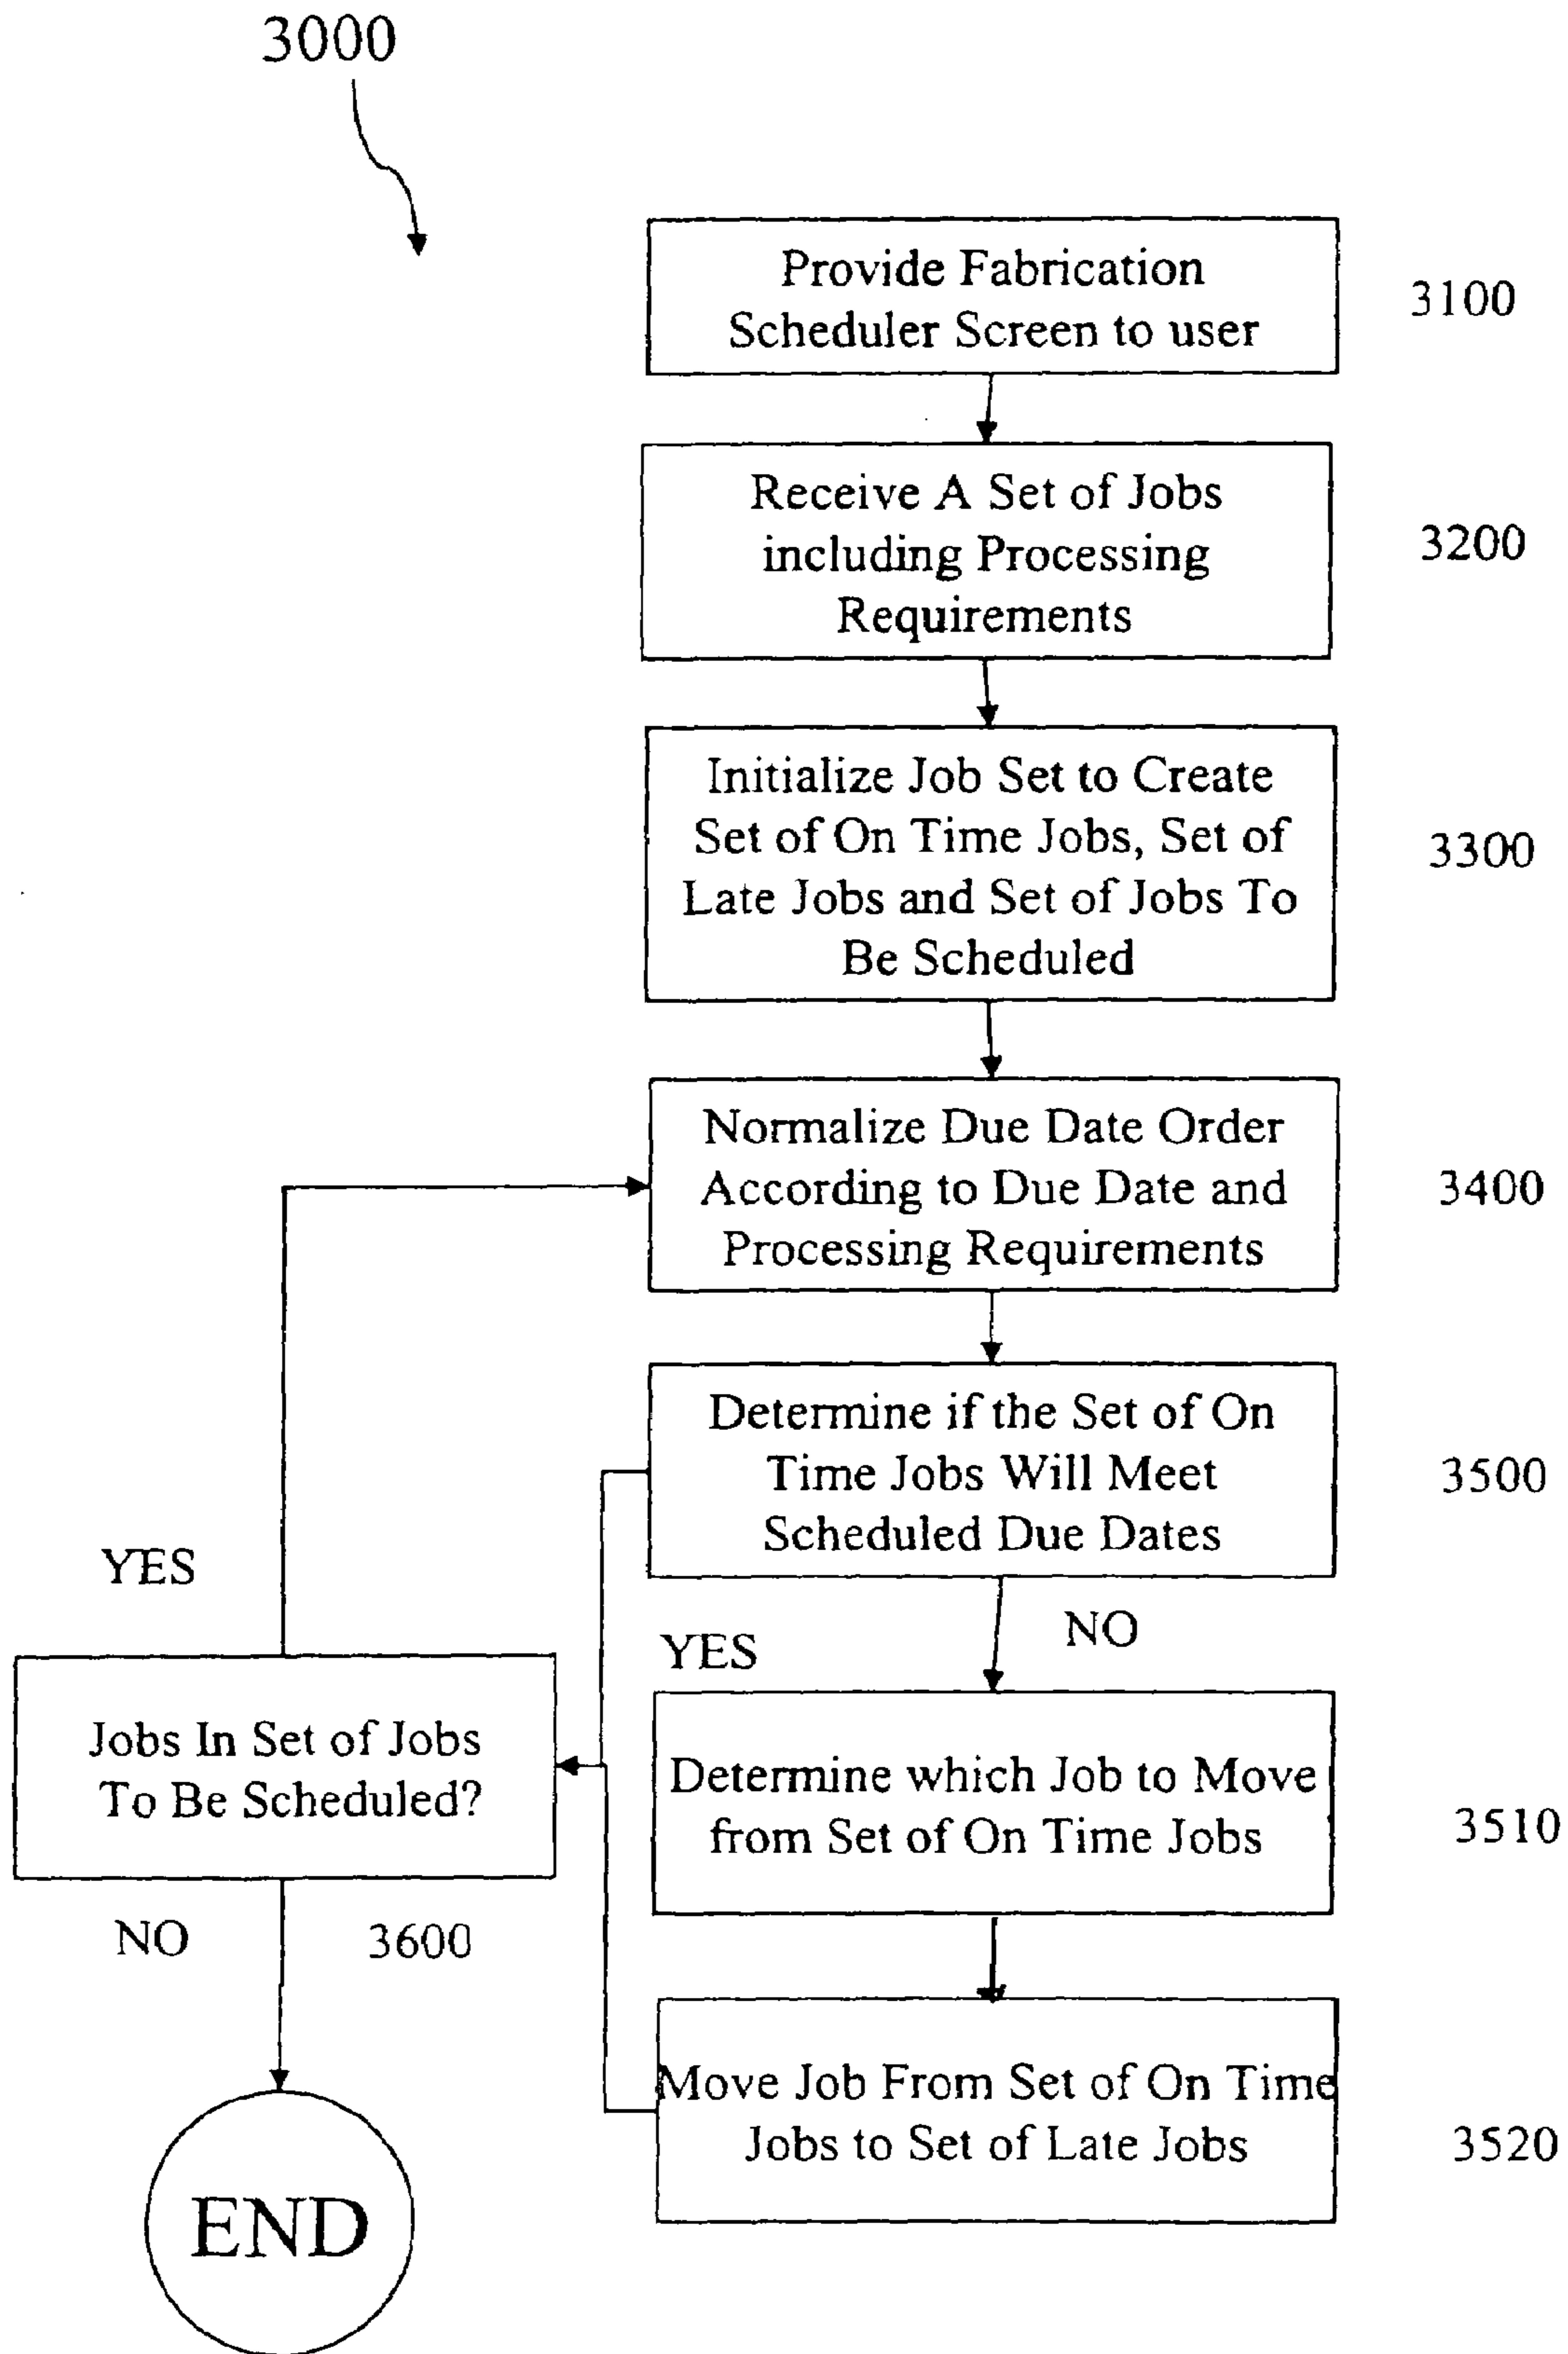 3000
Provide Fabrication
Scheduler Screen to user
3100
Receive A Set of Jobs
including Processing
Requirements
3200
Initialize Job Set to Create
Set of On Time Jobs, Set of
Late Jobs and Set of Jobs To
Be Scheduled
3300
Normalize Due Date Order
According to Due Date and
Processing Requirements
3400
Determine if the Set of On
Time Jobs Will Meet
Scheduled Due Dates
3500
YES
NO
YES
Jobs In Set of Jobs
To Be Scheduled?
Determine which Job to Move
from Set of On Time Jobs
3510
NO
3600
Move Job From Set of On Time
Jobs to Set of Late Jobs
3520
END